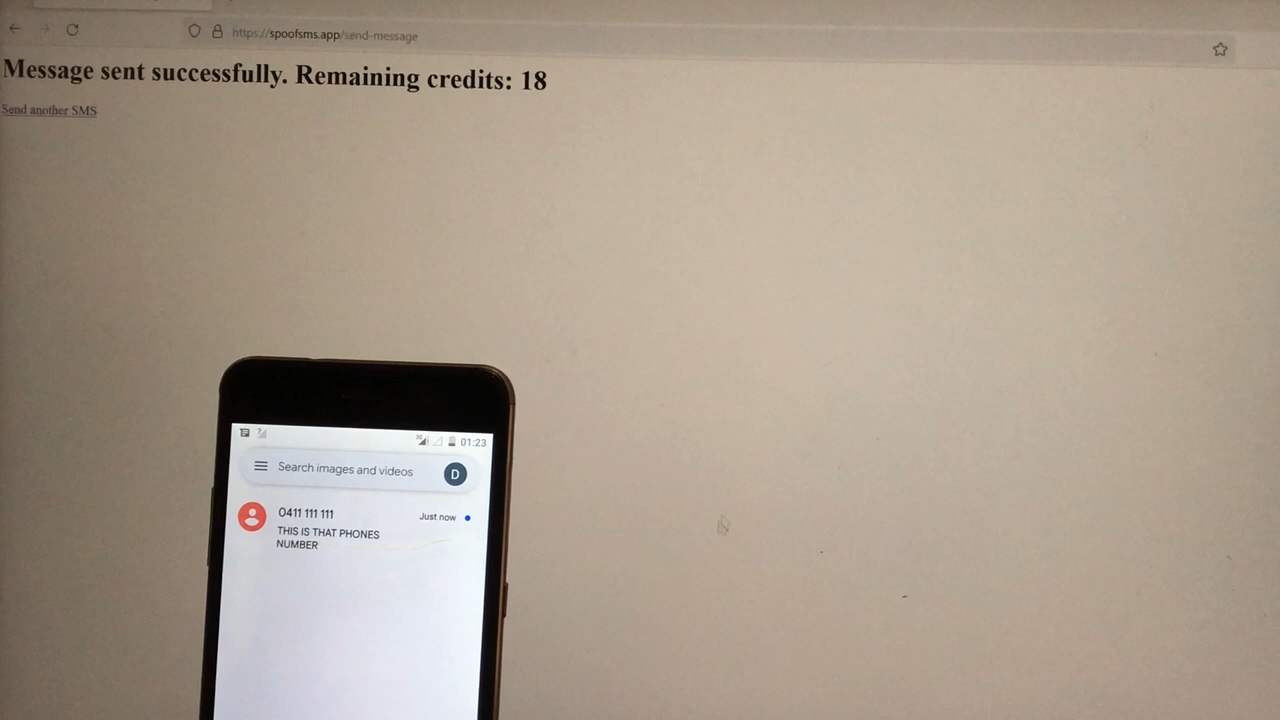 https://spoofsms.app/send-message
Message sent successfully. Remaining credits: 18
Send another SMS
01:23
Search images and videos
D
0411 111 111
Just now
THIS IS THAT PHONES
NUMBER